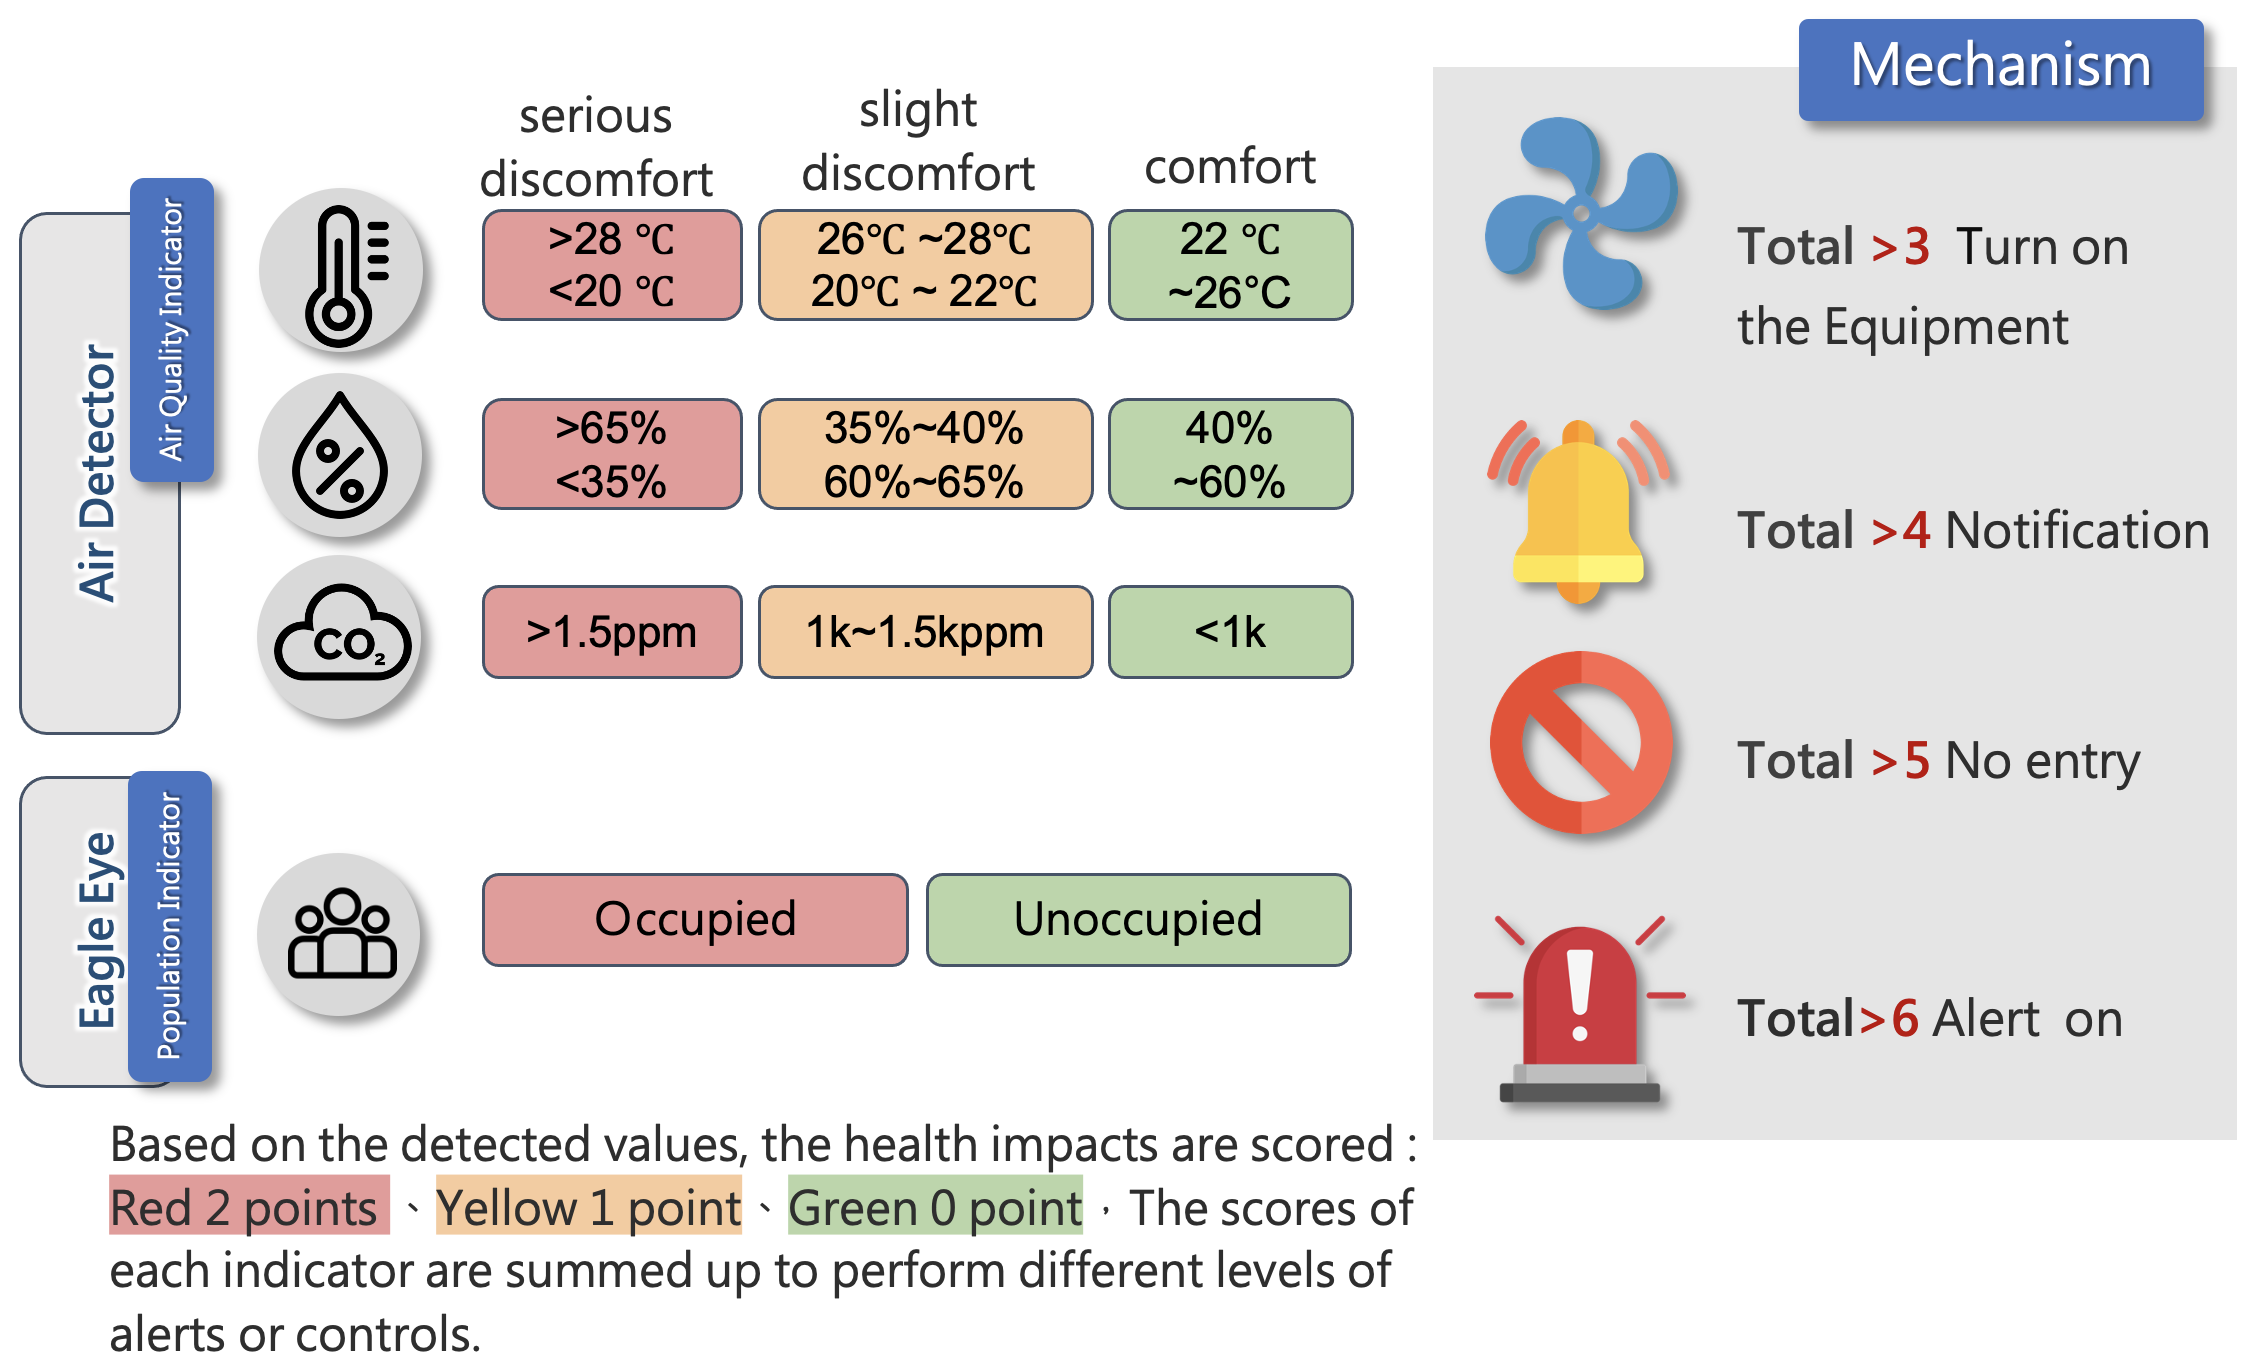 Mechanism
serious
discomfort
slight
discomfort
comfort
Air Detector
Air Quality Indicator
>28 ℃
<20 ℃
26℃ ~28℃
20℃ ~ 22℃
22 ℃
~26°C
>65%
<35%
35%~40%
60%~65%
40%
~60%
CO₂
>1.5ppm
1k~1.5kppm
<1k
Eagle Eye
Population Indicator
Occupied
Unoccupied
Total >3 Turn on
the Equipment
Total >4 Notification
Total >5 No entry
Total>6 Alert on
Based on the detected values, the health impacts are scored :
Red 2 points 、Yellow 1 point、Green 0 point，The scores of
each indicator are summed up to perform different levels of
alerts or controls.